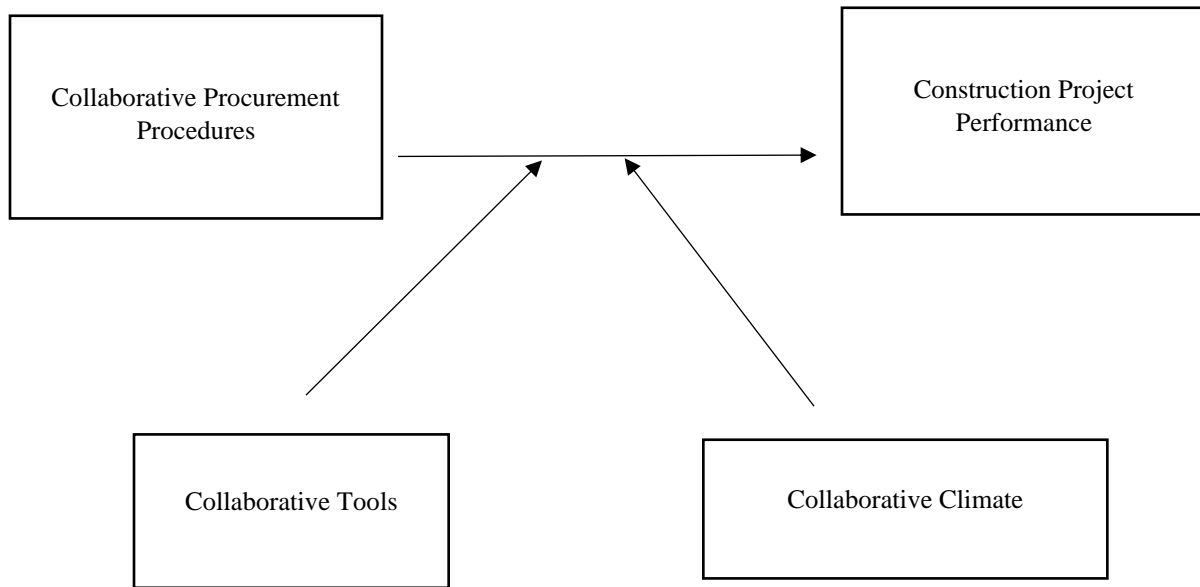 Collaborative Procurement
Procedures
Construction Project
Performance
Collaborative Tools
Collaborative Climate